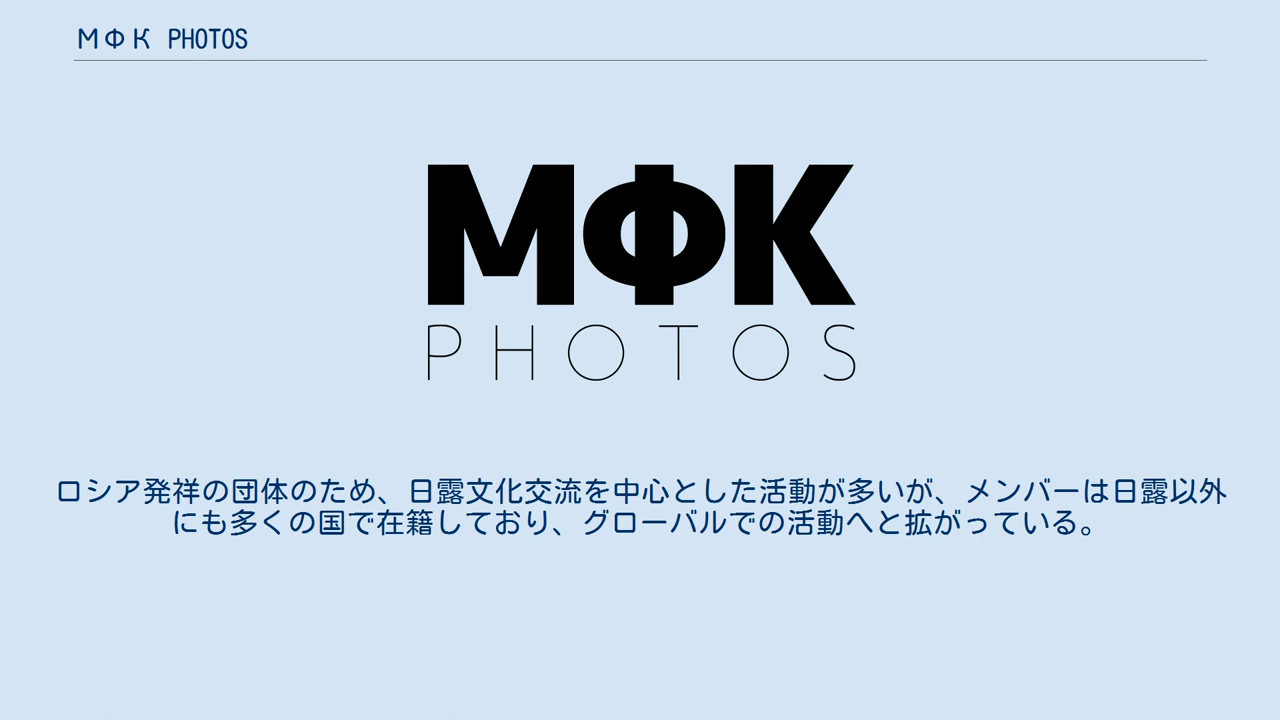 МФК PHOTOS
МФК
PHOTOS
ロシア発祥の団体のため、日露文化交流を中心とした活動が多いが、メンバーは日露以外
にも多くの国で在籍しており、グローバルでの活動へと拡がっている。